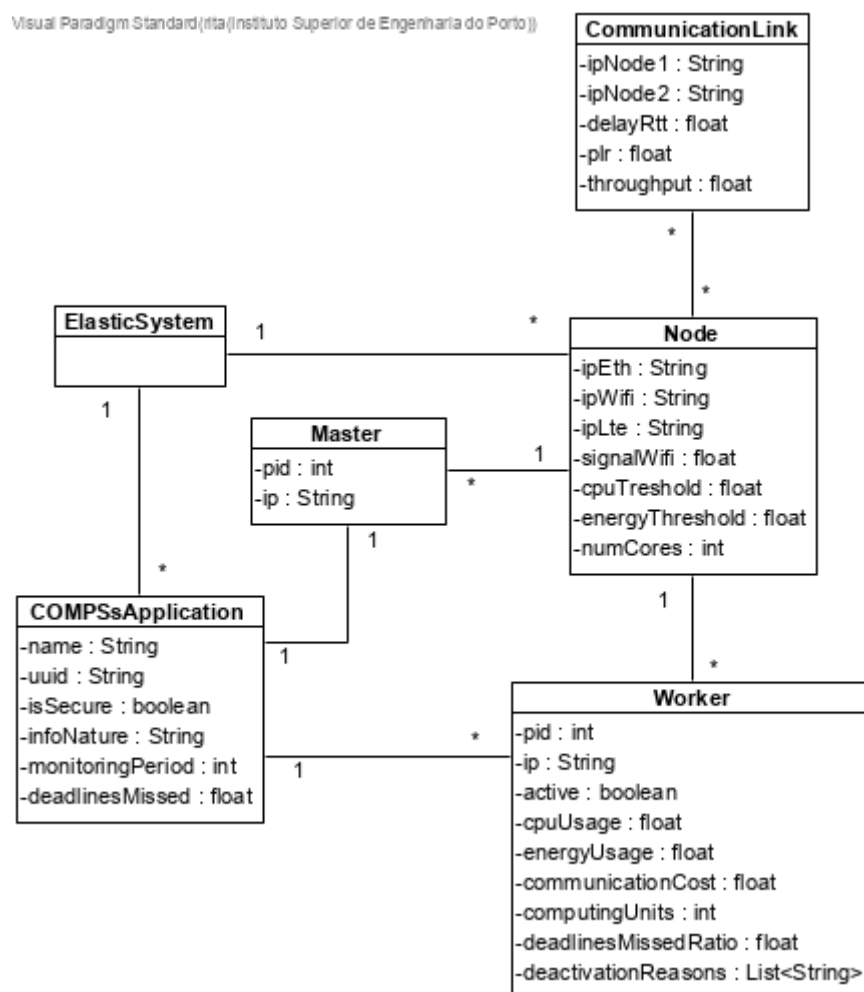 Visual Paradigm Standard(rita(Instituto Superior de Engenharia do Porto))
CommunicationLink
-ipNode1 : String
-ipNode2 : String
-delayRtt : float
-plr : float
-throughput : float
*
*
ElasticSystem
1
*
1
Node
-ipEth : String
-ipWifi : String
-ipLte : String
-signalWifi : float
-cpuTreshold : float
-energyThreshold : float
-numCores : int
Master
-pid : int
-ip : String
1
*
1
1
*
*
COMPSsApplication
-name : String
-uuid : String
-isSecure : boolean
-infoNature : String
-monitoringPeriod : int
-deadlinesMissed : float
1
1
*
Worker
-pid : int
-ip : String
-active : boolean
-cpuUsage : float
-energyUsage : float
-communicationCost : float
-computingUnits : int
-deadlinesMissedRatio : float
-deactivationReasons : List<String>